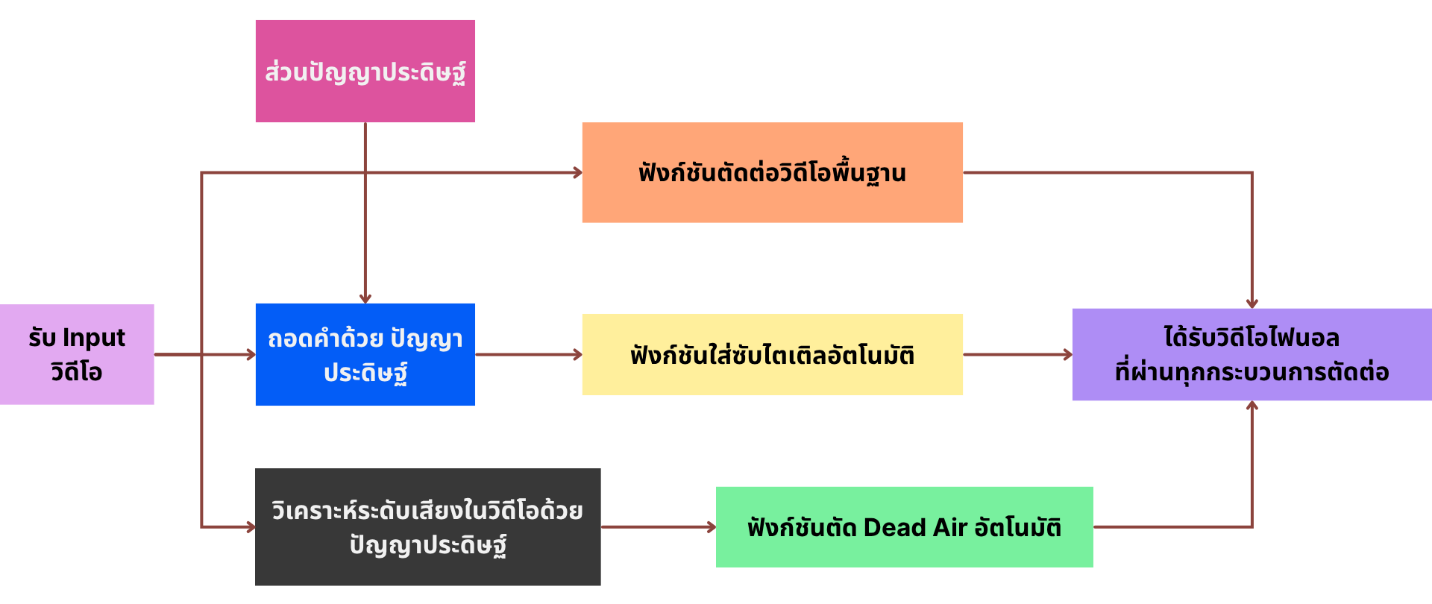 ส่วนปัญญาประดิษฐ์
ฟังก์ชันตัดต่อวิดีโอพื้นฐาน
รับ Input
วิดีโอ
ถอดคำด้วย ปัญญา
ประดิษฐ์
ฟังก์ชันใส่ซับไตเติลอัตโนมัติ
ได้รับวิดีโอไฟนอล
ที่ผ่านทุกกระบวนการตัดต่อ
วิเคราะห์ระดับเสียงในวิดีโอด้วย
ปัญญาประดิษฐ์
ฟังก์ชันตัด Dead Air อัตโนมัติ